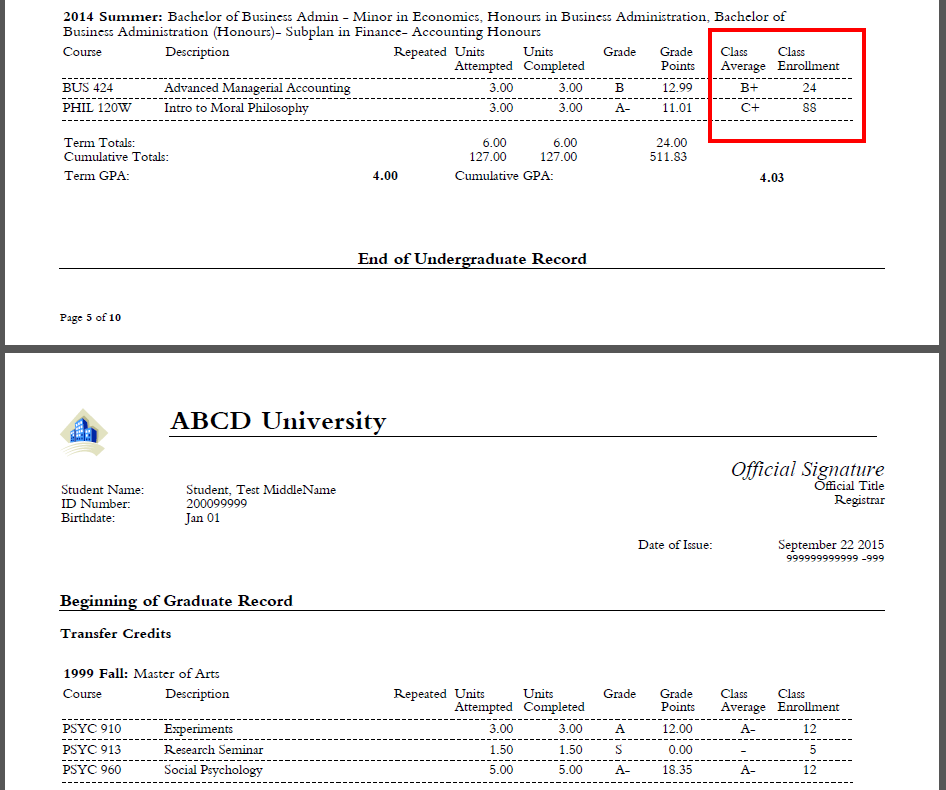 2014 Summer: Bachelor of Business Admin - Minor in Economics, Honours in Business Administration, Bachelor of
Business Administration (Honours)- Subplan in Finance- Accounting Honours
Course Description Repeated Units Attempted Units Completed Grade Grade Points Class Average Class Enrollment
BUS 424 Advanced Managerial Accounting 3.00 3.00 B 12.99 B+ 24
PHIL 120W Intro to Moral Philosophy 3.00 3.00 A- 11.01 C+ 88
Term Totals: 6.00 6.00 24.00
Cumulative Totals: 127.00 127.00 511.83
Term GPA: 4.00 Cumulative GPA: 4.03
End of Undergraduate Record
Page 5 of 10
ABCD University
Official Signature
Official Title
Registrar
Student Name: Student, Test MiddleName
ID Number: 200099999
Birthdate: Jan 01
Date of Issue: September 22 2015
999999999999 -999
Beginning of Graduate Record
Transfer Credits
1999 Fall: Master of Arts
Course Description Repeated Units Attempted Units Completed Grade Grade Points Class Average Class Enrollment
PSYC 910 Experiments 3.00 3.00 A 12.00 A- 12
PSYC 913 Research Seminar 1.50 1.50 S 0.00 - 5
PSYC 960 Social Psychology 5.00 5.00 A- 18.35 A- 12